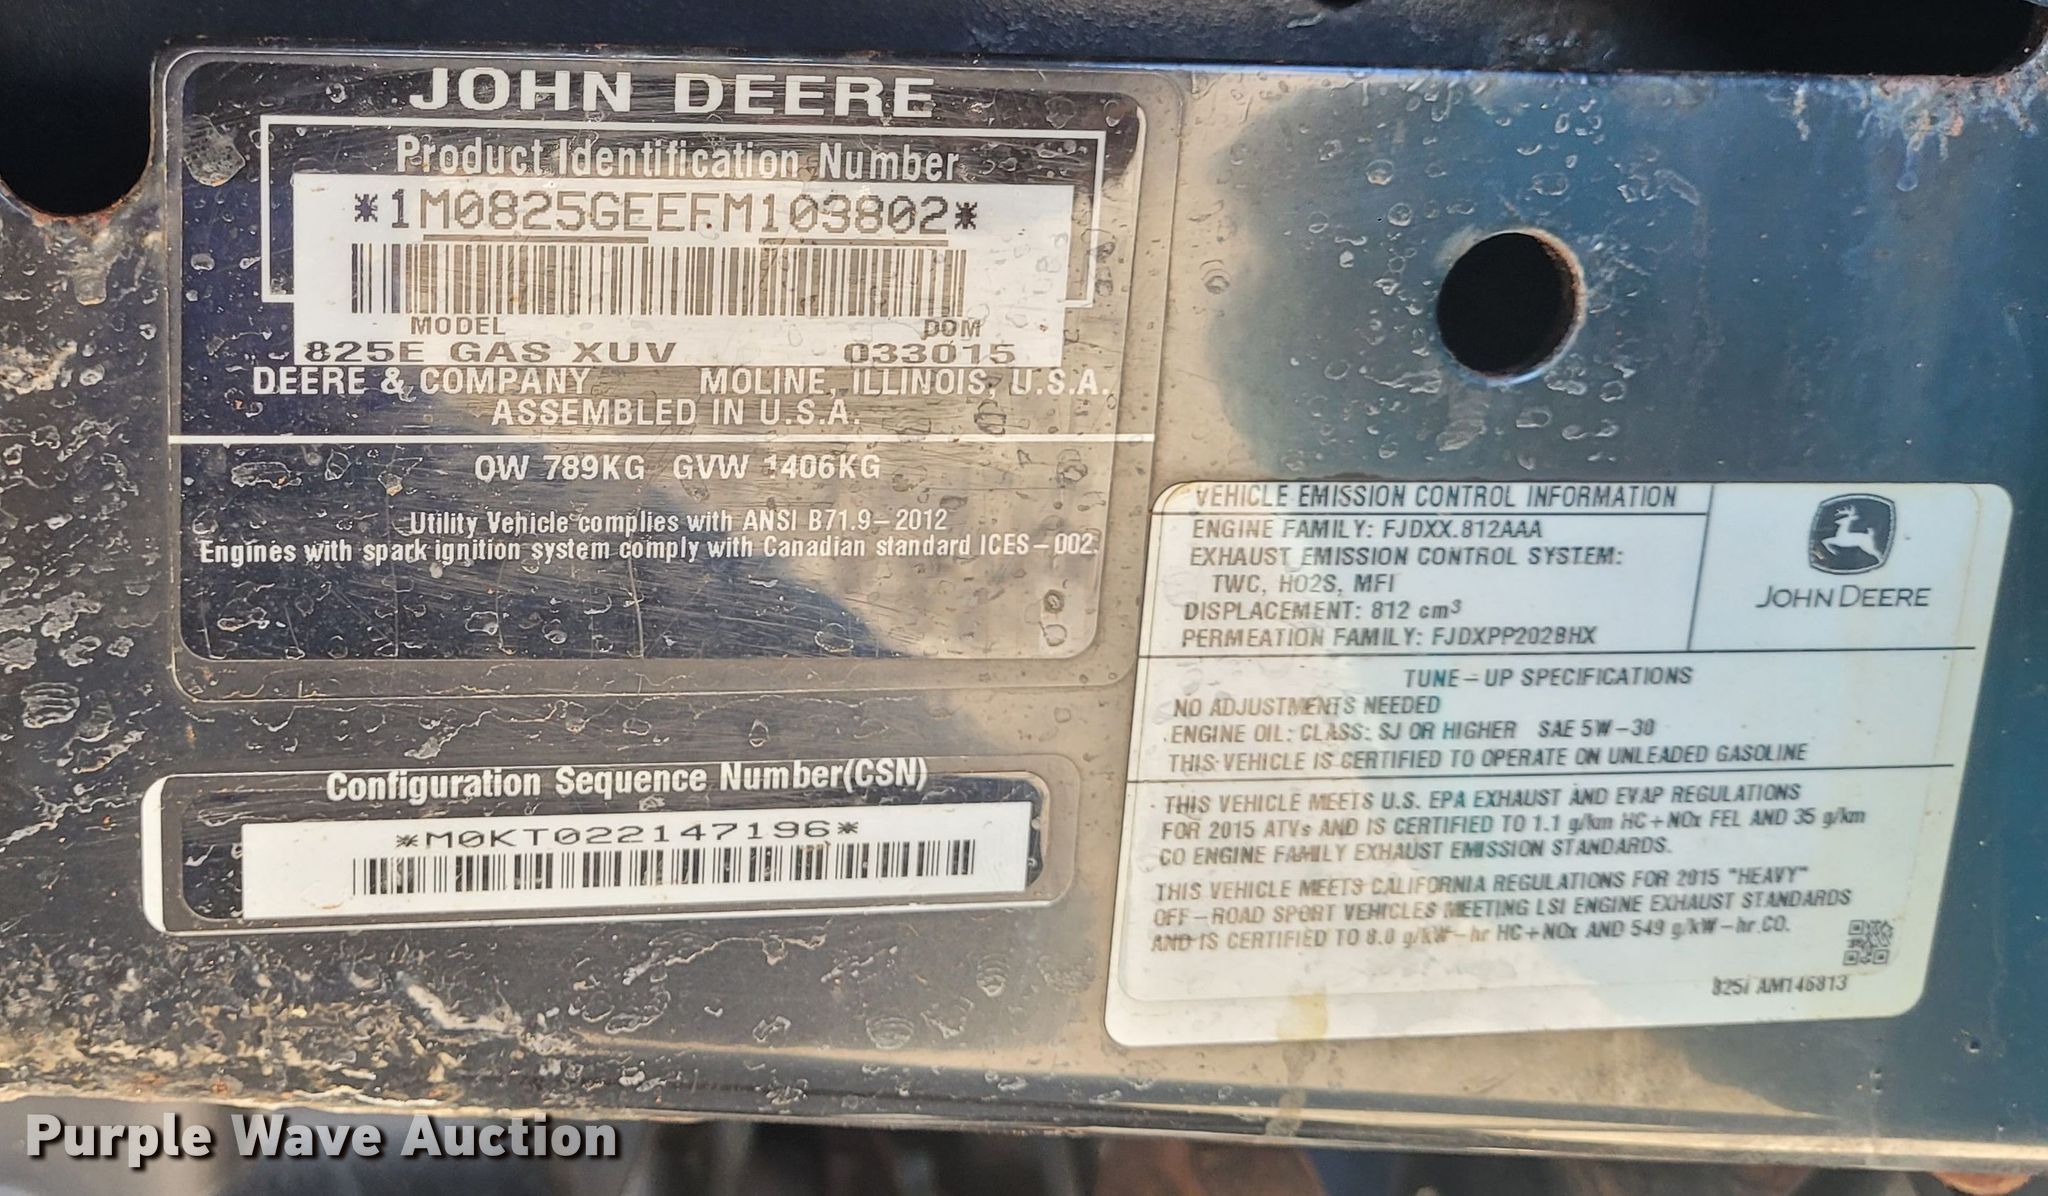 JOHN DEERE
Product Identification Number
*1M0825GEEFM103802*
MODEL DOM
825E GAS XUV 033015
DEERE & COMPANY MOLINE, ILLINOIS, U.S.A.
ASSEMBLED IN U.S.A.
OW 789KG GVW 1406KG
Utility Vehicle complies with ANSI B71.9-2012
Engines with spark ignition system comply with Canadian standard ICES-002.
Configuration Sequence Number(CSN)
*M0KT022147196*
VEHICLE EMISSION CONTROL INFORMATION
ENGINE FAMILY: FJDXX.812AAA
EXHAUST EMISSION CONTROL SYSTEM:
TWC, HO2S, MFI
DISPLACEMENT: 812 cm³
PERMEATION FAMILY: FJDXPP202BHX
JOHN DEERE
TUNE-UP SPECIFICATIONS
NO ADJUSTMENTS NEEDED
ENGINE OIL: CLASS: SJ OR HIGHER SAE 5W-30
THIS VEHICLE IS CERTIFIED TO OPERATE ON UNLEADED GASOLINE
THIS VEHICLE MEETS U.S. EPA EXHAUST AND EVAP REGULATIONS
FOR 2015 ATVs AND IS CERTIFIED TO 1.1 g/km HC+NOx FEL AND 35 g/km
CO ENGINE FAMILY EXHAUST EMISSION STANDARDS.
THIS VEHICLE MEETS CALIFORNIA REGULATIONS FOR 2015 "HEAVY"
OFF-ROAD SPORT VEHICLES MEETING LSI ENGINE EXHAUST STANDARDS
AND IS CERTIFIED TO 8.0 g/kW-hr HC+NOx AND 549 g/kW-hr CO.
825i AM146813
Purple Wave Auction